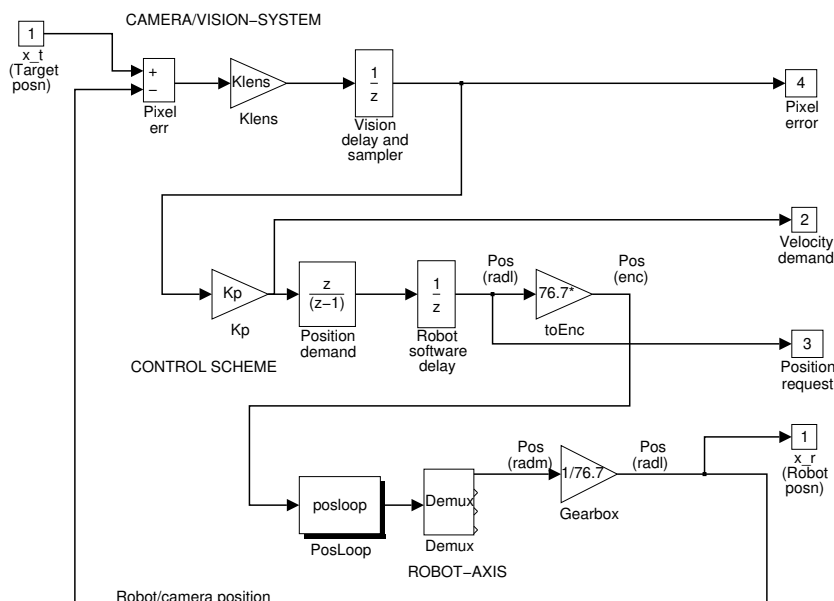 CAMERA/VISION−SYSTEM
1
x_t
(Target
posn)
+
−
Pixel
err
Klens
Klens
1
z
Vision
delay and
sampler
4
Pixel
error
2
Velocity
demand
Kp
Kp
z
(z−1)
Position
demand
1
z
Robot
software
delay
Pos
(radl)
76.7*
toEnc
Pos
(enc)
3
Position
request
CONTROL SCHEME
posloop
PosLoop
Demux
Demux
Pos
(radm)
1/76.7
Gearbox
Pos
(radl)
1
x_r
(Robot
posn)
ROBOT−AXIS
Robot/camera position